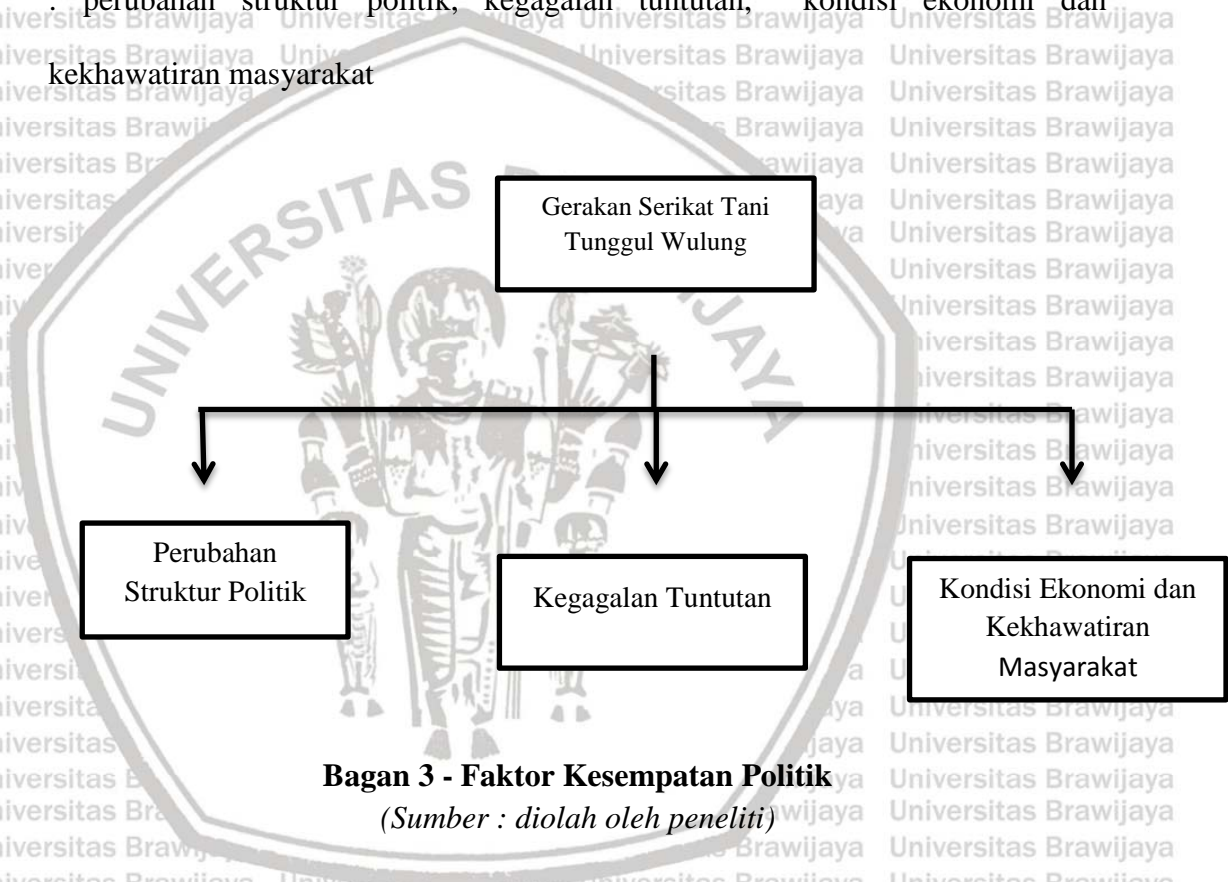 : perubahan struktur politik, kegagalan tuntutan, kondisi ekonomi dan
kekhawatiran masyarakat
Gerakan Serikat Tani
Tunggul Wulung
Perubahan
Struktur Politik
Kegagalan Tuntutan
Kondisi Ekonomi dan
Kekhawatiran
Masyarakat
Bagan 3 - Faktor Kesempatan Politik
(Sumber : diolah oleh peneliti)